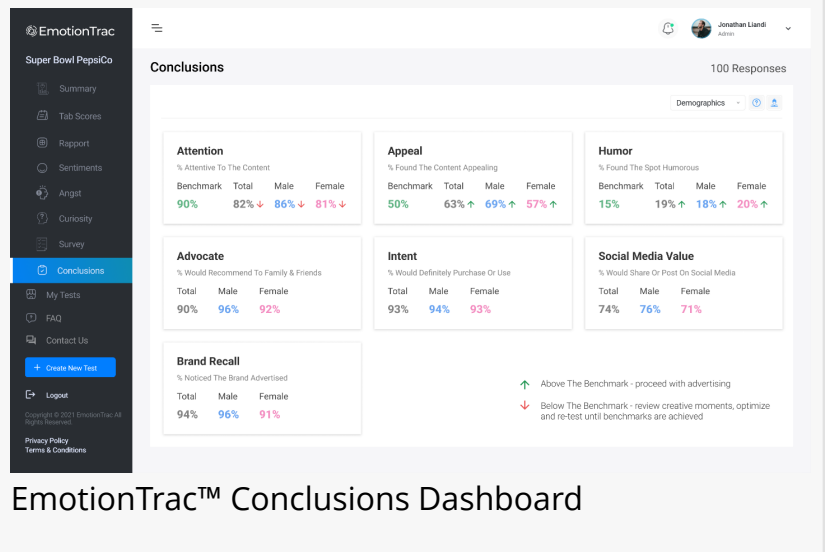 EmotionTrac
Jonathan Liandi
Admin
Super Bowl PepsiCo
Summary
Tab Scores
Rapport
Sentiments
Angst
Curiosity
Survey
Conclusions
My Tests
FAQ
Contact Us
+ Create New Test
Logout
Copyright © 2021 EmotionTrac All
Rights Reserved.
Privacy Policy
Terms & Conditions
Conclusions
100 Responses
Demographics
Attention
% Attentive To The Content
Benchmark Total Male Female
90% 82% ↓ 86% ↓ 81% ↓
Appeal
% Found The Content Appealing
Benchmark Total Male Female
50% 63% ↑ 69% ↑ 57% ↑
Humor
% Found The Spot Humorous
Benchmark Total Male Female
15% 19% ↑ 18% ↑ 20% ↑
Advocate
% Would Recommend To Family & Friends
Total Male Female
90% 96% 92%
Intent
% Would Definitely Purchase Or Use
Total Male Female
93% 94% 93%
Social Media Value
% Would Share Or Post On Social Media
Total Male Female
74% 76% 71%
Brand Recall
% Noticed The Brand Advertised
Total Male Female
94% 96% 91%
↑ Above The Benchmark - proceed with advertising
↓ Below The Benchmark - review creative moments, optimize
and re-test until benchmarks are achieved
EmotionTrac™ Conclusions Dashboard